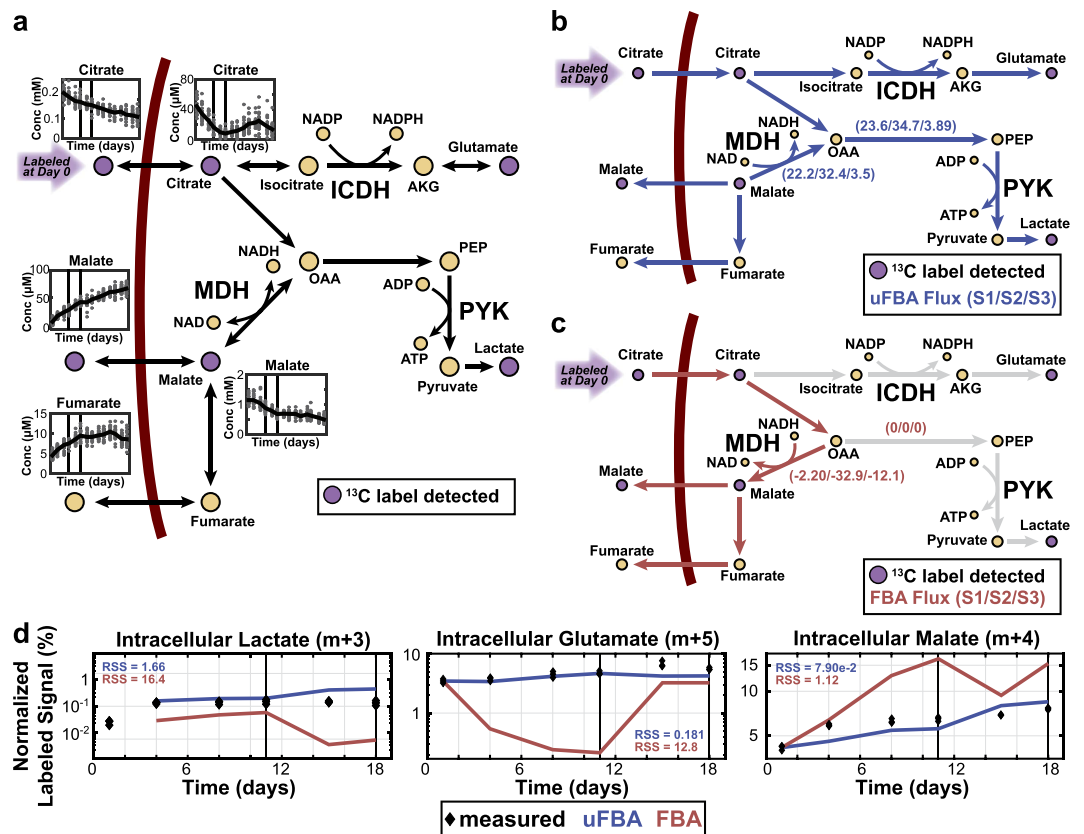 a
Citrate
Conc (mM)
0.2
0.1
0
Time (days)
Citrate
Conc (µM)
80
40
0
Time (days)
Labeled
at Day 0
Citrate
NADP
NADPH
Isocitrate
ICDH
AKG
Glutamate
Malate
Conc (µM)
100
50
0
Time (days)
MDH
NADH
NAD
OAA
PEP
ADP
ATP
PYK
Lactate
Pyruvate
Malate
Malate
Conc (mM)
2
1
0
Time (days)
Fumarate
Conc (µM)
15
10
5
0
Time (days)
Fumarate
¹³C label detected
b
Labeled
at Day 0
Citrate
Citrate
NADP
NADPH
Glutamate
Isocitrate
ICDH
AKG
MDH
NADH
NAD
OAA
(23.6/34.7/3.89)
(22.2/32.4/3.5)
PEP
ADP
ATP
PYK
Malate
Malate
Pyruvate
Lactate
Fumarate
Fumarate
¹³C label detected
uFBA Flux (S1/S2/S3)
c
Labeled
at Day 0
Citrate
Citrate
NADP
NADPH
Glutamate
Isocitrate
ICDH
AKG
MDH
NADH
NAD
OAA
(0/0/0)
(-2.20/-32.9/-12.1)
PEP
ADP
ATP
PYK
Malate
Malate
Pyruvate
Lactate
Fumarate
Fumarate
¹³C label detected
FBA Flux (S1/S2/S3)
d
Normalized
Labeled Signal (%)
Intracellular Lactate (m+3)
RSS = 1.66
RSS = 16.4
1
10⁻¹
10⁻²
0 6 12 18
Time (days)
Intracellular Glutamate (m+5)
10
1
RSS = 0.181
RSS = 12.8
0 6 12 18
Time (days)
Intracellular Malate (m+4)
RSS = 7.90e-2
RSS = 1.12
15
10
5
0 6 12 18
Time (days)
measured uFBA FBA